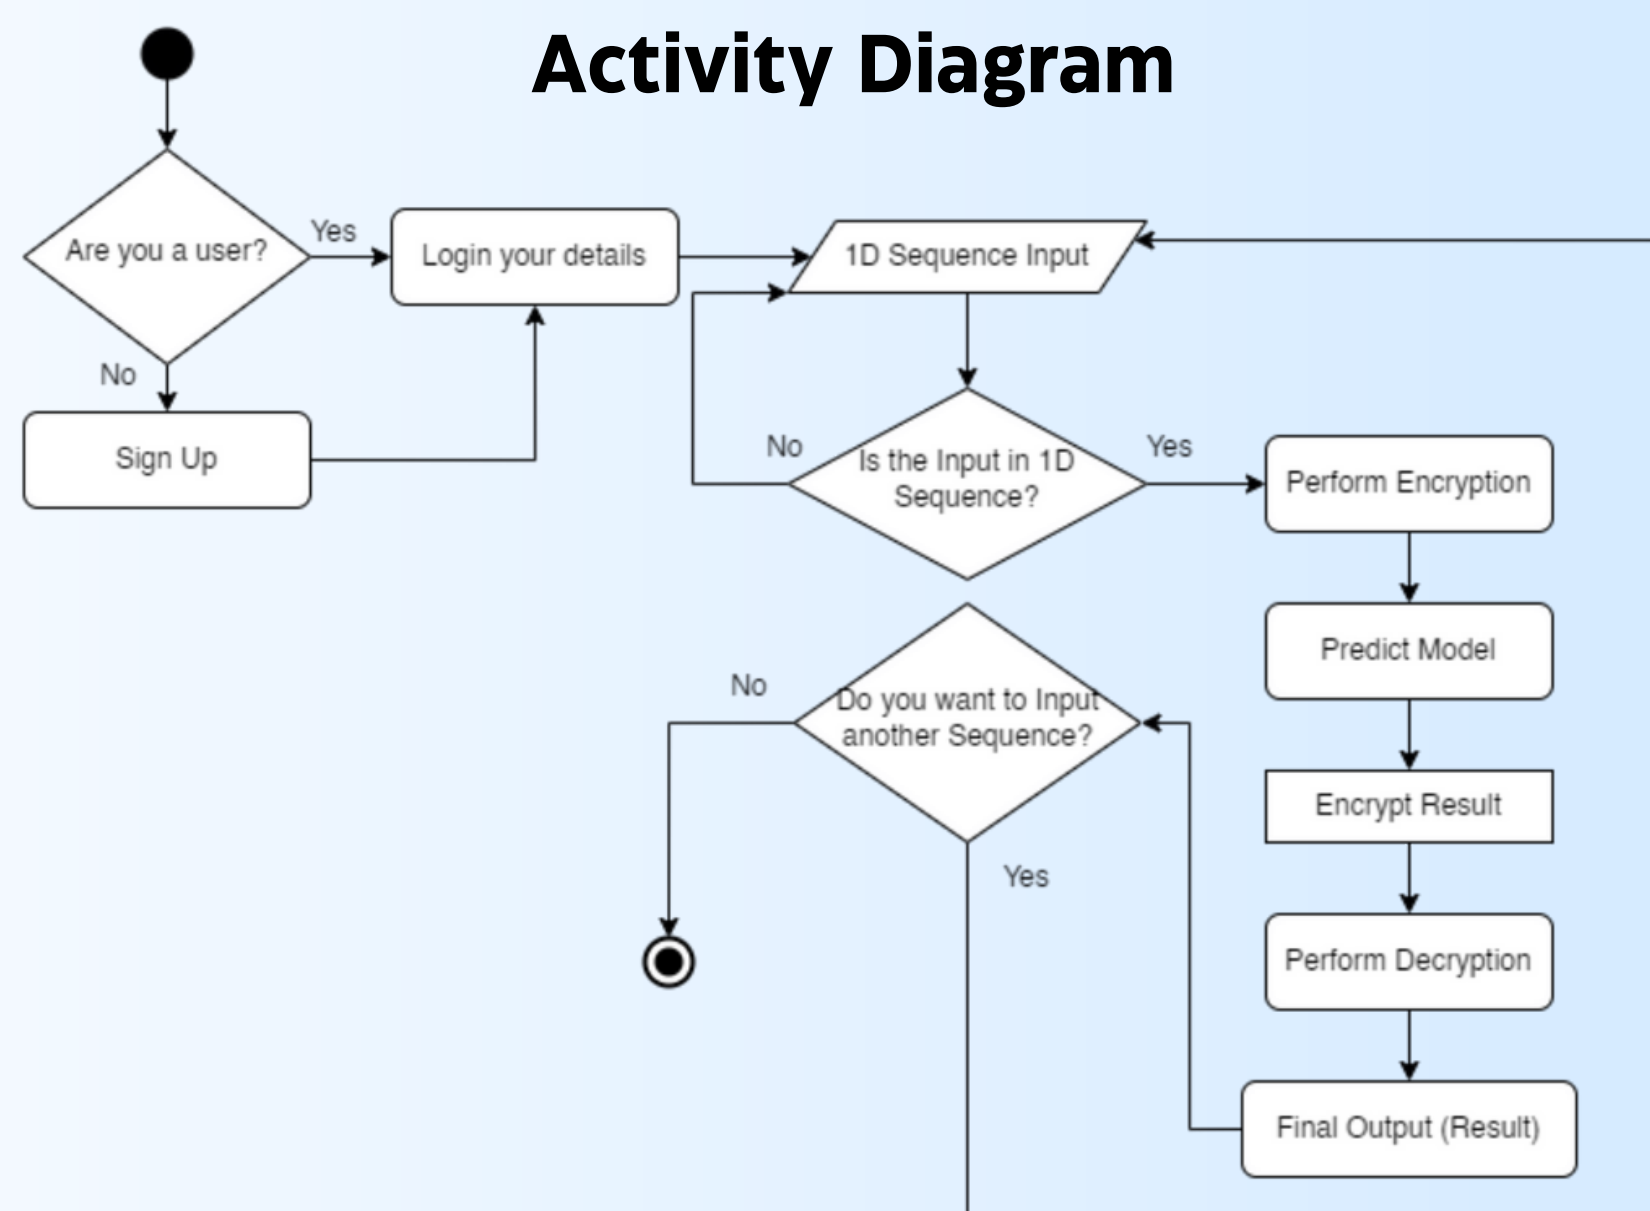 Activity Diagram
Are you a user?
Yes
Login your details
1D Sequence Input
No
Sign Up
No
Is the Input in 1D
Sequence?
Yes
Perform Encryption
Predict Model
No
Do you want to Input
another Sequence?
Encrypt Result
Yes
Perform Decryption
Final Output (Result)